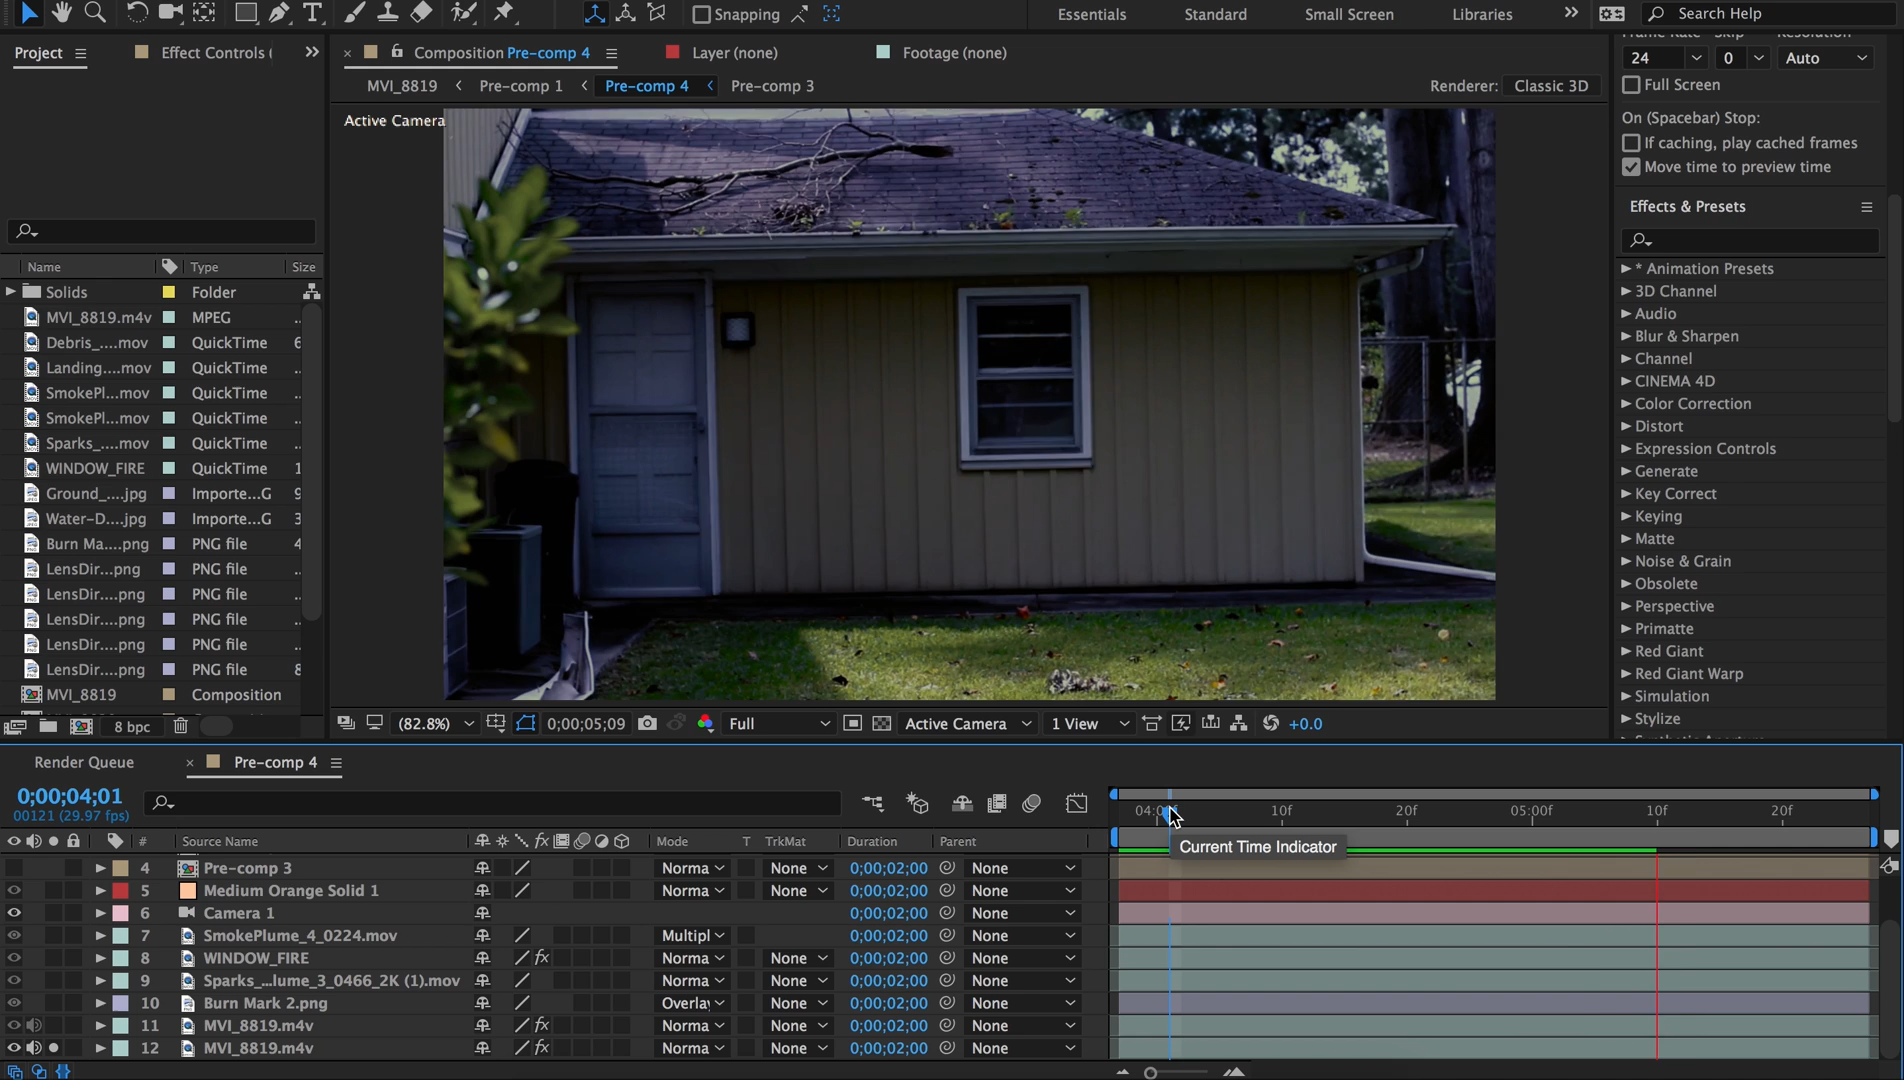 Snapping
Essentials
Standard
Small Screen
Libraries
Search Help
Project
Effect Controls (
Composition Pre-comp 4
Layer (none)
Footage (none)
MVI_8819
Pre-comp 1
Pre-comp 4
Pre-comp 3
Renderer: Classic 3D
Active Camera
Name Type Size
Solids Folder
MVI_8819.m4v MPEG ..
Debris_....mov QuickTime 6
Landing....mov QuickTime ..
SmokePl...mov QuickTime ..
SmokePl...mov QuickTime ..
Sparks_....mov QuickTime ..
WINDOW_FIRE QuickTime 1
Ground_....jpg Importe...G 9
Water-D....jpg Importe...G 3
Burn Ma....png PNG file 4
LensDir...png PNG file ..
LensDir....png PNG file ..
LensDir....png PNG file ..
LensDir....png PNG file ..
LensDir....png PNG file 8
MVI_8819 Composition
8 bpc
(82.8%) 0;00;05;09 Full Active Camera 1 View +0.0
24 0 Auto
Full Screen
On (Spacebar) Stop:
If caching, play cached frames
Move time to preview time
Effects & Presets
* Animation Presets
3D Channel
Audio
Blur & Sharpen
Channel
CINEMA 4D
Color Correction
Distort
Expression Controls
Generate
Key Correct
Keying
Matte
Noise & Grain
Obsolete
Perspective
Primatte
Red Giant
Red Giant Warp
Simulation
Stylize
Render Queue
Pre-comp 4
0;00;04;01
00121 (29.97 fps)
10f 20f 05:00f 10f 20f
Current Time Indicator
# Source Name Mode T TrkMat Duration Parent
4 Pre-comp 3 Norma None 0;00;02;00 None
5 Medium Orange Solid 1 Norma None 0;00;02;00 None
6 Camera 1 0;00;02;00 None
7 SmokePlume_4_0224.mov Multipl 0;00;02;00 None
8 WINDOW_FIRE fx Norma None 0;00;02;00 None
9 Sparks_...lume_3_0466_2K (1).mov Norma None 0;00;02;00 None
10 Burn Mark 2.png Overlay None 0;00;02;00 None
11 MVI_8819.m4v fx Norma None 0;00;02;00 None
12 MVI_8819.m4v fx Norma None 0;00;02;00 None